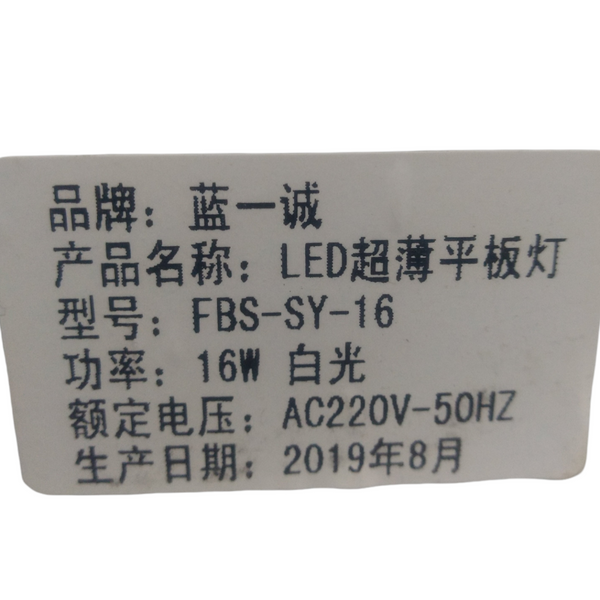 品牌：蓝一诚
产品名称：LED超薄平板灯
型号：FBS-SY-16
功率：16W 白光
额定电压：AC220V-50HZ
生产日期：2019年8月